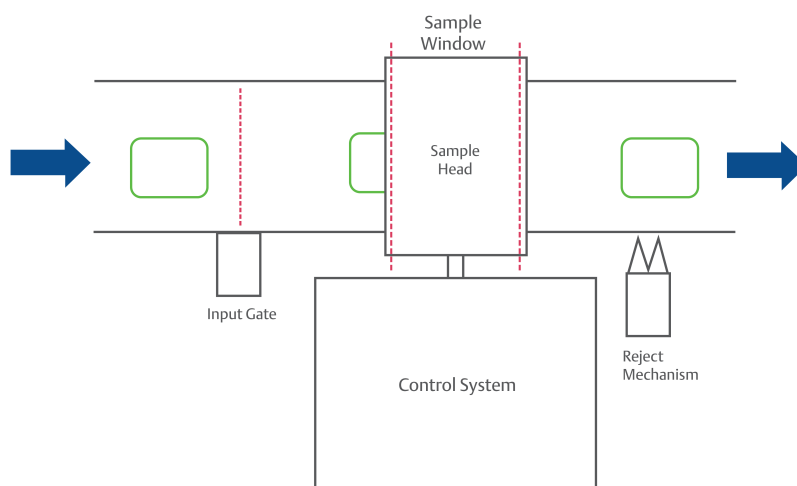 Sample
Window
Sample
Head
Input Gate
Reject
Mechanism
Control System